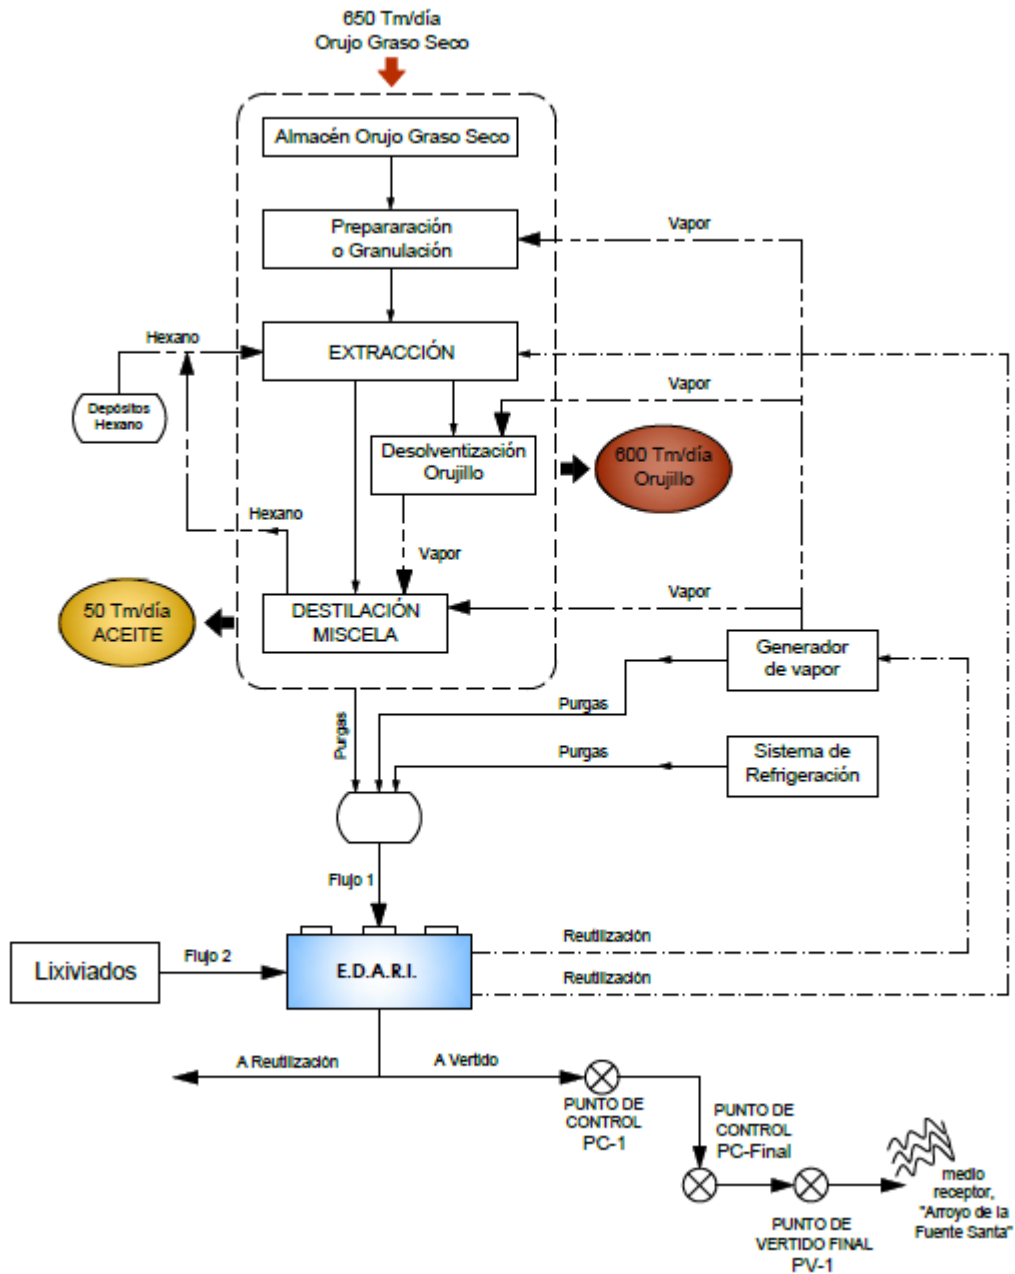 650 Tm/día
Orujo Graso Seco
Almacén Orujo Graso Seco
Prepararación
o Granulación
Vapor
Hexano
EXTRACCIÓN
Depósitos
Hexano
Vapor
Desolventización
Orujillo
600 Tm/día
Orujillo
Hexano
Vapor
50 Tm/día
ACEITE
DESTILACIÓN
MISCELA
Vapor
Generador
de vapor
Purgas
Purgas
Purgas
Sistema de
Refrigeración
Flujo 1
Lixiviados
Flujo 2
E.D.A.R.I.
Reutilización
Reutilización
A Reutilización
A Vertido
PUNTO DE
CONTROL
PC-1
PUNTO DE
CONTROL
PC-Final
PUNTO DE
VERTIDO FINAL
PV-1
medio
receptor,
"Arroyo de la
Fuente Santa"